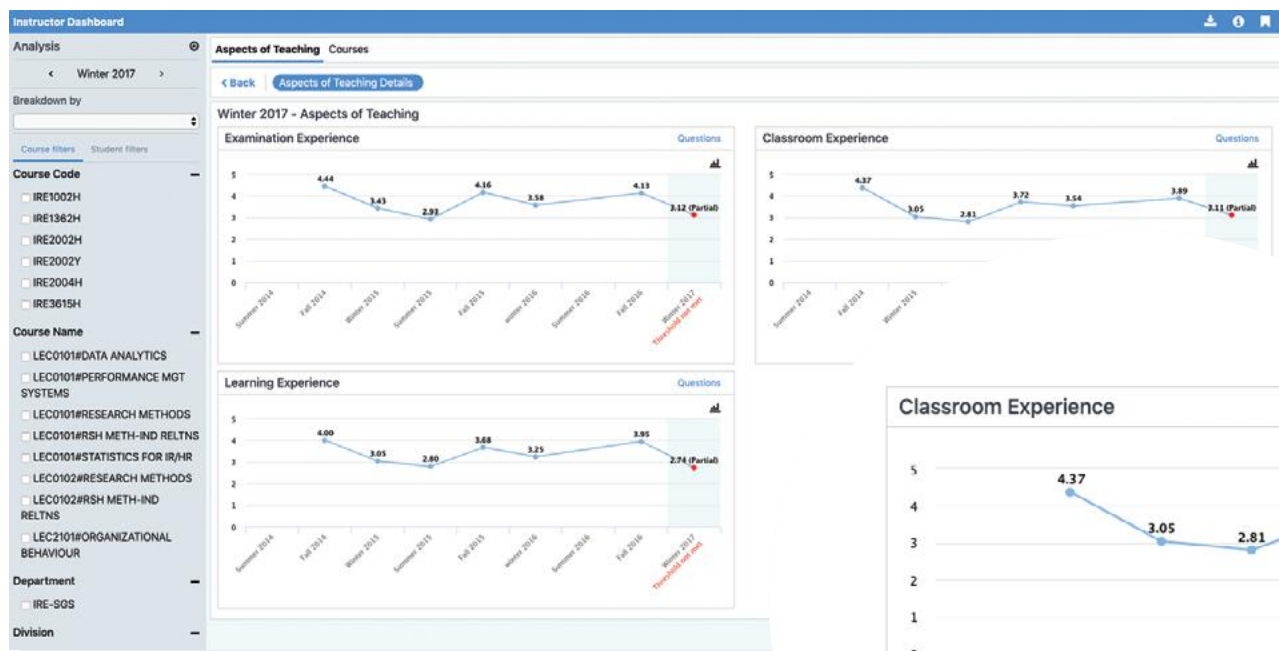 Instructor Dashboard
Analysis
‹ Winter 2017 ›
Breakdown by
Course filters Student filters
Course Code
IRE1002H
IRE1362H
IRE2002H
IRE2002Y
IRE2004H
IRE3615H
Course Name
LEC0101#DATA ANALYTICS
LEC0101#PERFORMANCE MGT
SYSTEMS
LEC0101#RESEARCH METHODS
LEC0101#RSH METH-IND RELTNS
LEC0101#STATISTICS FOR IR/HR
LEC0102#RESEARCH METHODS
LEC0102#RSH METH-IND
RELTNS
LEC2101#ORGANIZATIONAL
BEHAVIOUR
Department
IRE-SGS
Division
Aspects of Teaching Courses
‹ Back Aspects of Teaching Details
Winter 2017 - Aspects of Teaching
Examination Experience Questions
5
4
3
2
1
0
4.44 3.43 2.93 4.16 3.58 4.13 3.12 (Partial)
Summer 2014 Fall 2014 Winter 2015 Summer 2015 Fall 2015 winter 2016 Summer 2016 Fall 2016 Winter 2017
Threshold not met
Classroom Experience Questions
5
4
3
2
1
0
4.37 3.05 2.81 3.72 3.54 3.89 3.11 (Partial)
Summer 2014 Fall 2014 Winter 2015
Learning Experience Questions
5
4
3
2
1
0
4.00 3.05 2.80 3.68 3.25 3.95 2.74 (Partial)
Summer 2014 Fall 2014 Winter 2015 Summer 2015 Fall 2015 winter 2016 Summer 2016 Fall 2016 Winter 2017
Threshold not met
Classroom Experience
5
4
3
2
1
4.37 3.05 2.81